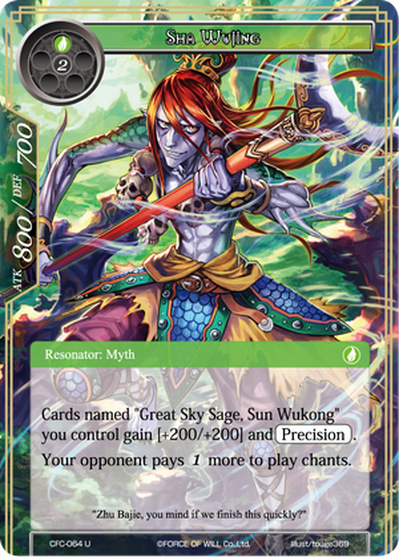 Sha Wujing
2
ATK 800 / DEF 700
Resonator: Myth
Cards named "Great Sky Sage, Sun Wukong"
you control gain [+200/+200] and Precision .
Your opponent pays 1 more to play chants.
"Zhu Bajie, you mind if we finish this quickly?"
CFC-064 U ©FORCE OF WILL Co.,Ltd. Illust/touge369